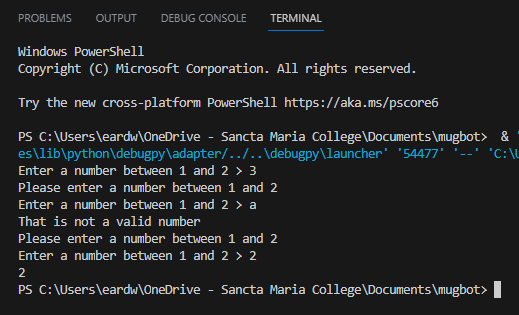 PROBLEMS OUTPUT DEBUG CONSOLE TERMINAL
Windows PowerShell
Copyright (C) Microsoft Corporation. All rights reserved.
Try the new cross-platform PowerShell https://aka.ms/pscore6
PS C:\Users\eardw\OneDrive - Sancta Maria College\Documents\mugbot> & '
es\lib\python\debugpy\adapter/../..\debugpy\launcher' '54477' '--' 'C:\U
Enter a number between 1 and 2 > 3
Please enter a number between 1 and 2
Enter a number between 1 and 2 > a
That is not a valid number
Please enter a number between 1 and 2
Enter a number between 1 and 2 > 2
2
PS C:\Users\eardw\OneDrive - Sancta Maria College\Documents\mugbot>